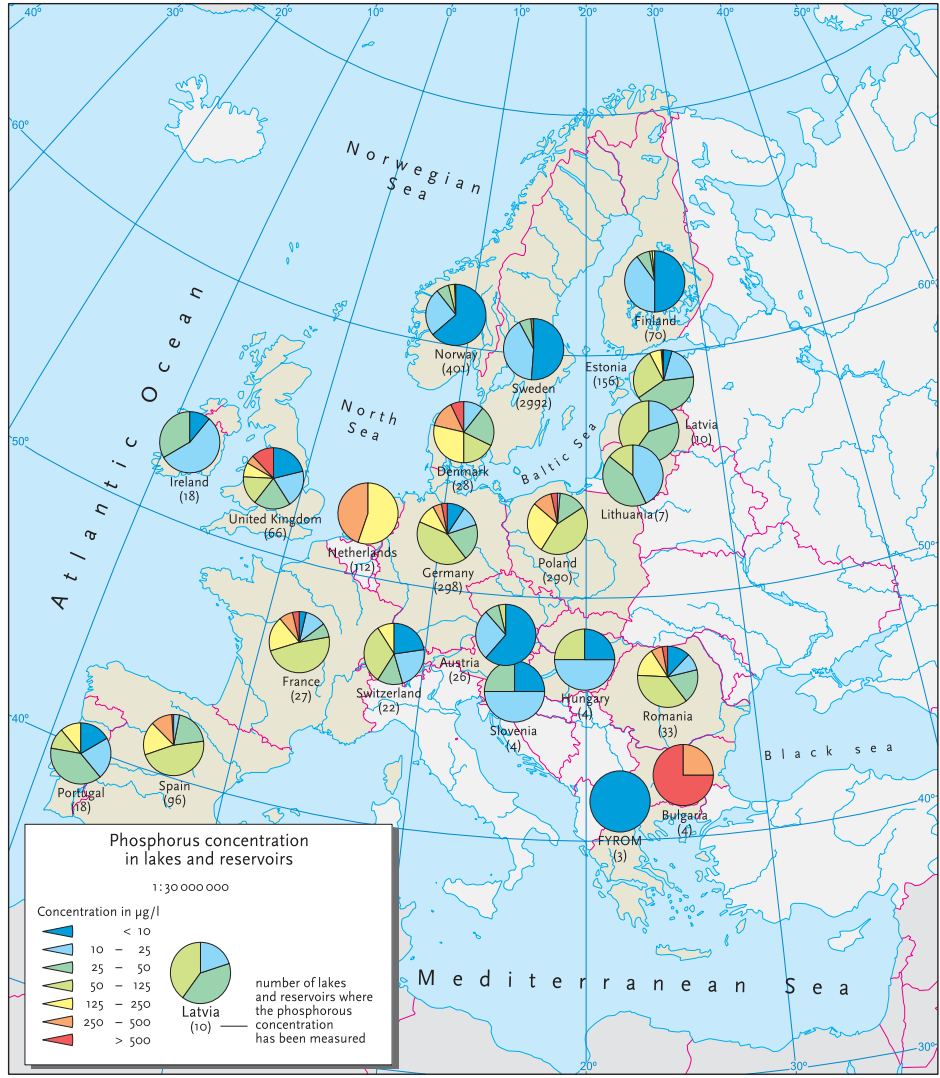 40°
30°
20°
10°
0°
10°
20°
30°
40°
50°
60°
60°
Norwegian
Sea
60°
Finland
(70)
Norway
(401)
Sweden
(2992)
Estonia
(156)
Atlantic Ocean
North
Sea
Baltic Sea
Latvia
(10)
50°
Ireland
(18)
Denmark
(28)
United Kingdom
(66)
Lithuania(7)
Netherlands
(112)
Germany
(298)
Poland
(290)
50°
France
(27)
Switzerland
(22)
Austria
(26)
Hungary
(4)
Slovenia
(4)
Romania
(33)
40°
Black sea
Portugal
(18)
Spain
(96)
Bulgaria
(4)
40°
FYROM
(3)
Phosphorus concentration
in lakes and reservoirs
1:30 000 000
Concentration in µg/l
< 10
10 – 25
25 – 50
50 – 125
125 – 250
250 – 500
> 500
Latvia
(10)
number of lakes
and reservoirs where
the phosphorous
concentration
has been measured
Mediterranean Sea
30°
20°
30°